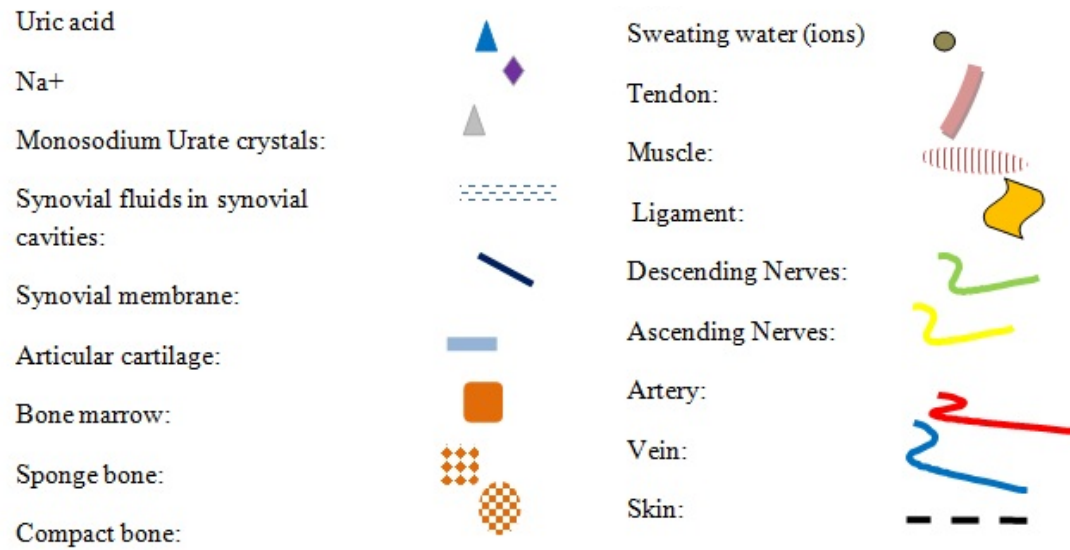 Uric acid
Na+
Monosodium Urate crystals:
Synovial fluids in synovial
cavities:
Synovial membrane:
Articular cartilage:
Bone marrow:
Sponge bone:
Compact bone:
Sweating water (ions)
Tendon:
Muscle:
Ligament:
Descending Nerves:
Ascending Nerves:
Artery:
Vein:
Skin: